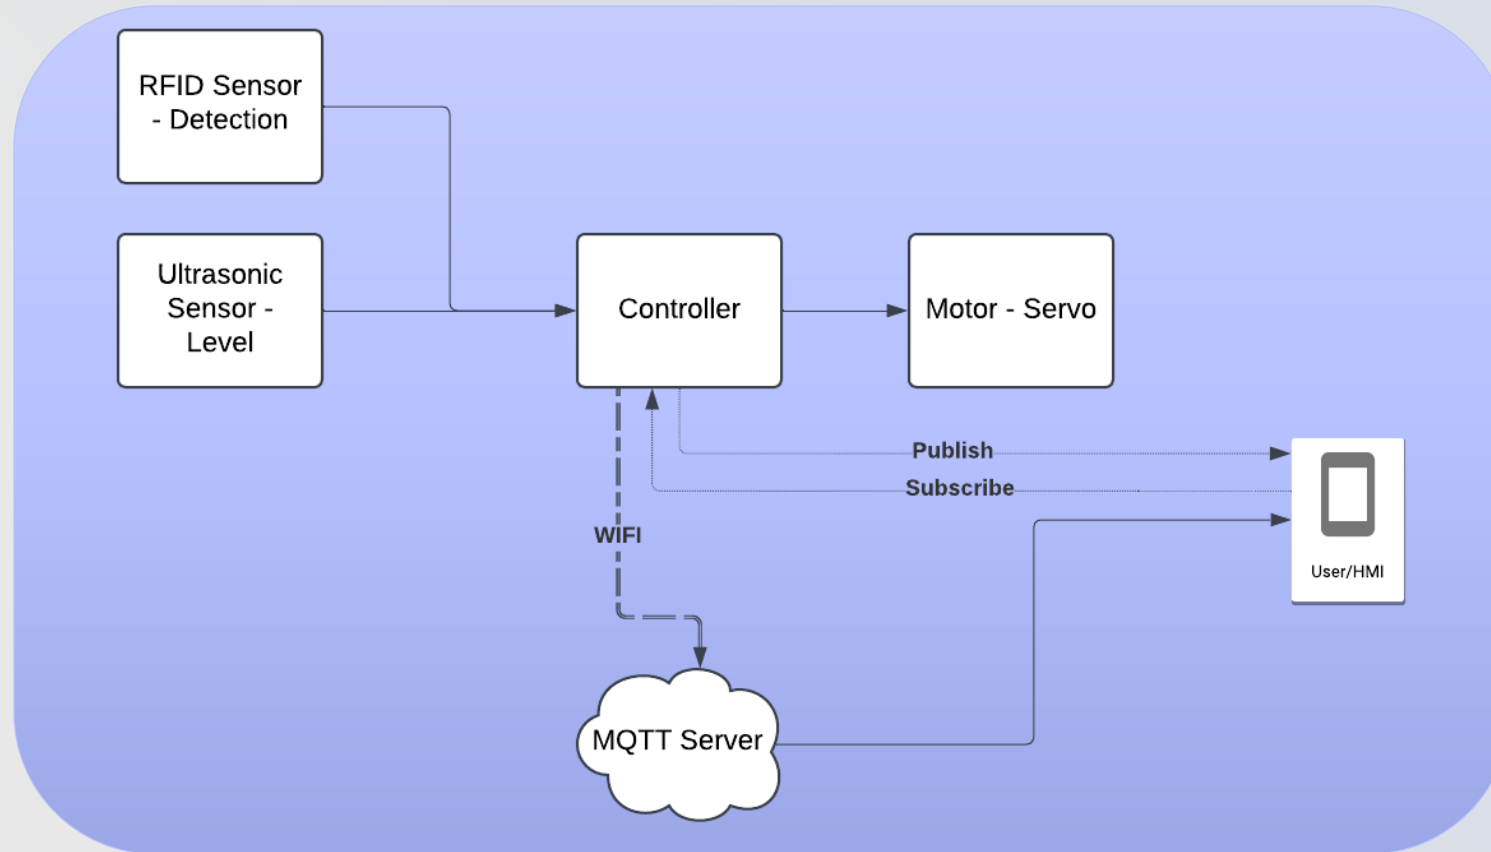 RFID Sensor
- Detection
Ultrasonic
Sensor -
Level
Controller
Motor - Servo
Publish
Subscribe
WIFI
User/HMI
MQTT Server